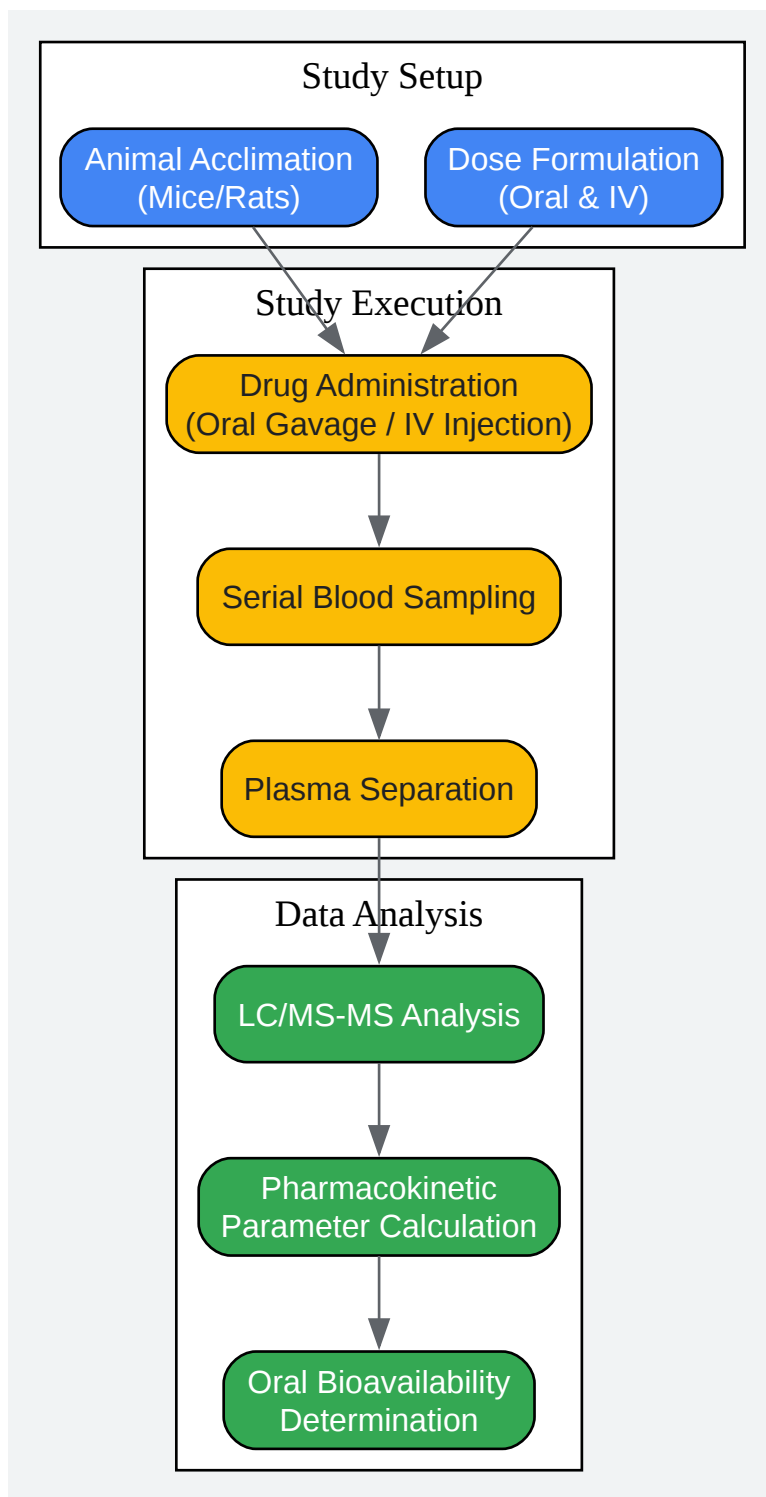 Study Setup
Animal Acclimation
(Mice/Rats)
Dose Formulation
(Oral & IV)
Study Execution
Drug Administration
(Oral Gavage / IV Injection)
Serial Blood Sampling
Plasma Separation
Data Analysis
LC/MS-MS Analysis
Pharmacokinetic
Parameter Calculation
Oral Bioavailability
Determination